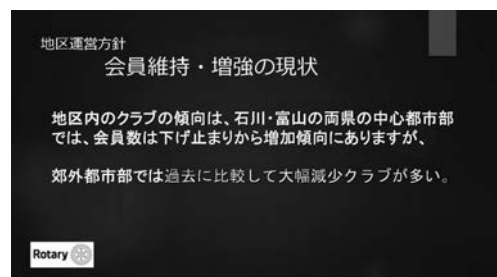 地区運営方針
会員維持・増強の現状
地区内のクラブの傾向は、石川・富山の両県の中心都市部
では、会員数は下げ止まりから増加傾向にありますが、
郊外都市部では過去に比較して大幅減少クラブが多い。
Rotary